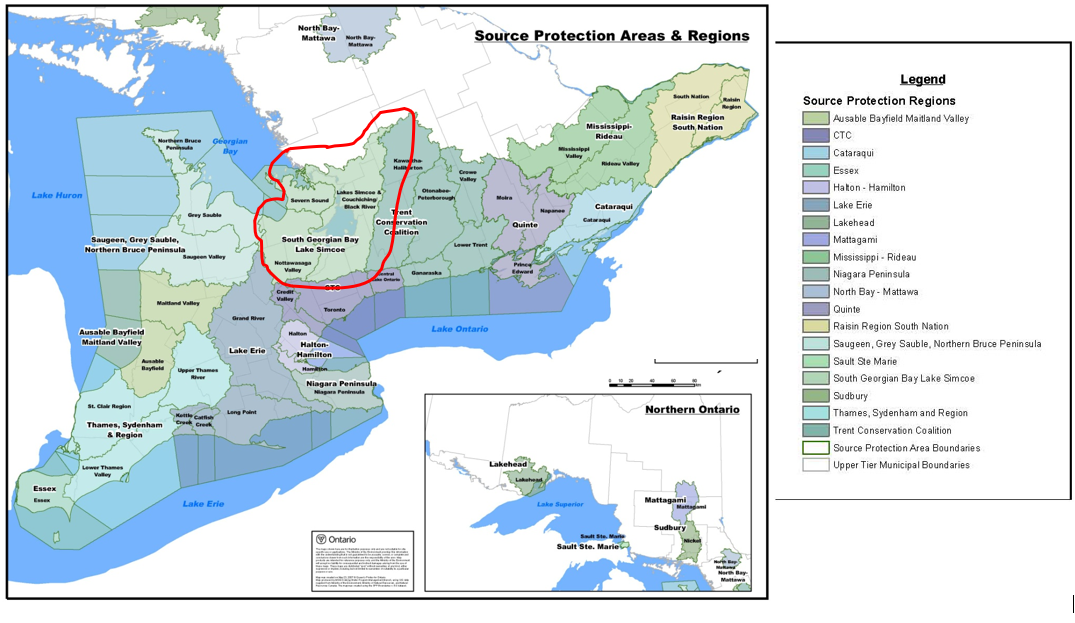 Source Protection Areas & Regions
North Bay-
Mattawa
North Bay-
Mattawa
South Nation
Raisin
Region
Raisin Region
South Nation
Mississippi-
Rideau
Mississippi
Valley
Rideau Valley
Northern Bruce
Peninsula
Georgian
Bay
Kawartha-
Haliburton
Crowe
Valley
Lake Huron
Severn Sound
Lakes Simcoe &
Couchiching/
Black River
Otonabee-
Peterborough
Moira
Napanee
Cataraqui
Cataraqui
Grey Sauble
Trent
Conservation
Coalition
Quinte
Saugeen, Grey Sauble,
Northern Bruce Peninsula
Saugeen Valley
South Georgian Bay
Lake Simcoe
Lower Trent
Nottawasaga
Valley
Ganaraska
Prince
Edward
Central
Lake Ontario
CTC
Credit
Valley
Toronto
Maitland Valley
Grand River
Lake Ontario
Ausable Bayfield
Maitland Valley
Halton
Halton-
Hamilton
Hamilton
Lake Erie
Ausable
Bayfield
Upper Thames
River
Niagara Peninsula
Niagara Peninsula
St. Clair Region
Kettle
Creek
Catfish
Creek
Long Point
Thames, Sydenham
& Region
Lower Thames
Valley
Essex
Essex
Lake Erie
0 10 20 40 60 80
Northern Ontario
Lakehead
Lakehead
Lake Superior
Mattagami
Mattagami
Sudbury
Nickel
Sault Ste. Marie
Sault Ste. Marie
North Bay-
Mattawa
North Bay-
Mattawa
Ontario
Legend
Source Protection Regions
Ausable Bayfield Maitland Valley
CTC
Cataraqui
Essex
Halton - Hamilton
Lake Erie
Lakehead
Mattagami
Mississippi - Rideau
Niagara Peninsula
North Bay - Mattawa
Quinte
Raisin Region South Nation
Saugeen, Grey Sauble, Northern Bruce Peninsula
Sault Ste Marie
South Georgian Bay Lake Simcoe
Sudbury
Thames, Sydenham and Region
Trent Conservation Coalition
Source Protection Area Boundaries
Upper Tier Municipal Boundaries